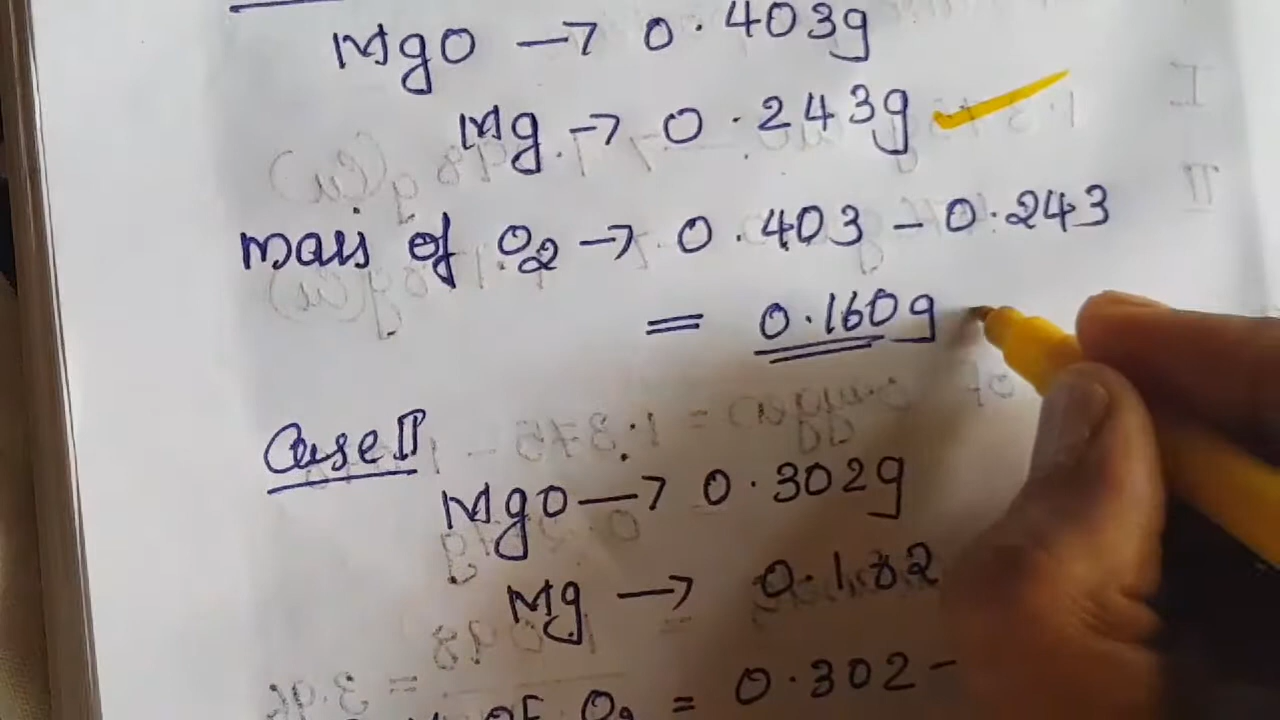 MgO → 0.403g
Mg → 0.243g
mass of O2 → 0.403 - 0.243
= 0.160g
Case II
MgO → 0.302g
Mg → 0.182
of O2 = 0.302 -